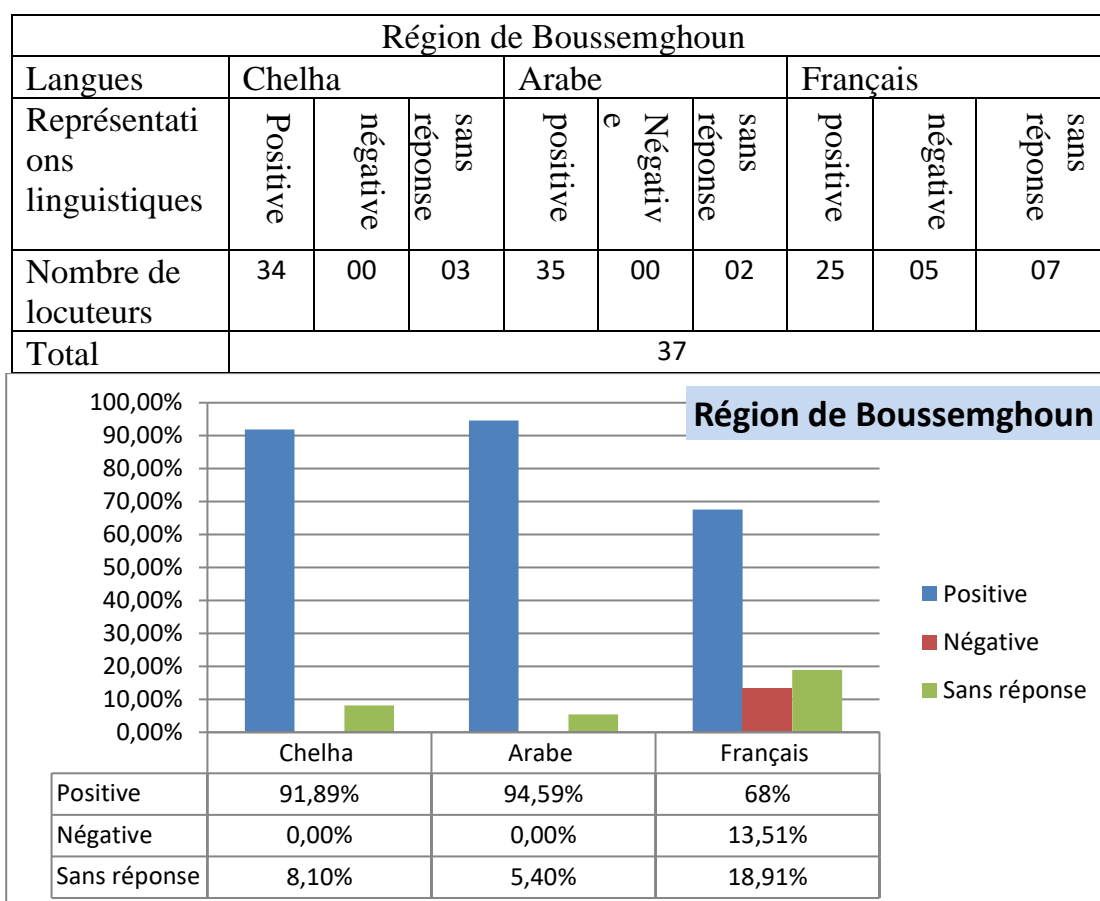 Région de Boussemghoun
Langues Chelha Arabe Français
Représentati
ons
linguistiques
Positive
négative
sans
réponse
positive
Négativ
e
sans
réponse
positive
négative
sans
réponse
Nombre de
locuteurs
34 00 03 35 00 02 25 05 07
Total 37
Région de Boussemghoun
100,00%
90,00%
80,00%
70,00%
60,00%
50,00%
40,00%
30,00%
20,00%
10,00%
0,00%
Positive
Négative
Sans réponse
Chelha Arabe Français
Positive 91,89% 94,59% 68%
Négative 0,00% 0,00% 13,51%
Sans réponse 8,10% 5,40% 18,91%